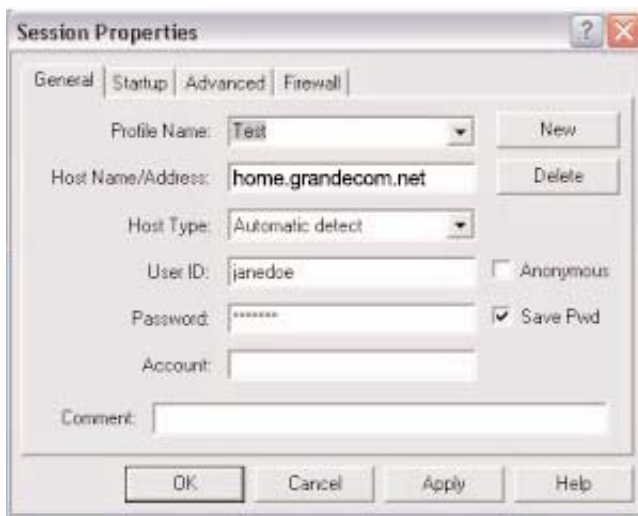 Session Properties
General Startup Advanced Firewall
Profile Name: Test New
Host Name/Address: home.grandecom.net Delete
Host Type: Automatic detect
User ID: janedoe Anonymous
Password: ******* Save Pwd
Account:
Comment:
OK Cancel Apply Help